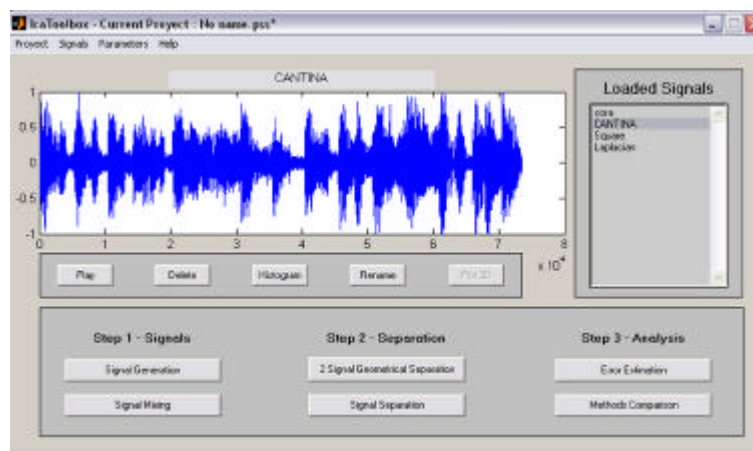 IcaToolbox - Current Proyect : No name.pss*
Proyect Signals Parameters Help
CANTINA
1
0.5
0
-0.5
-1
0 1 2 3 4 5 6 7 8
x 10^4
Play Delete Histogram Rename
Loaded Signals
CANTINA
Square
Laplacian
Step 1 - Signals
Signal Generation
Signal Mixing
Step 2 - Separation
2 Signal Geometrical Separation
Signal Separation
Step 3 - Analysis
Error Estimation
Methods Comparison